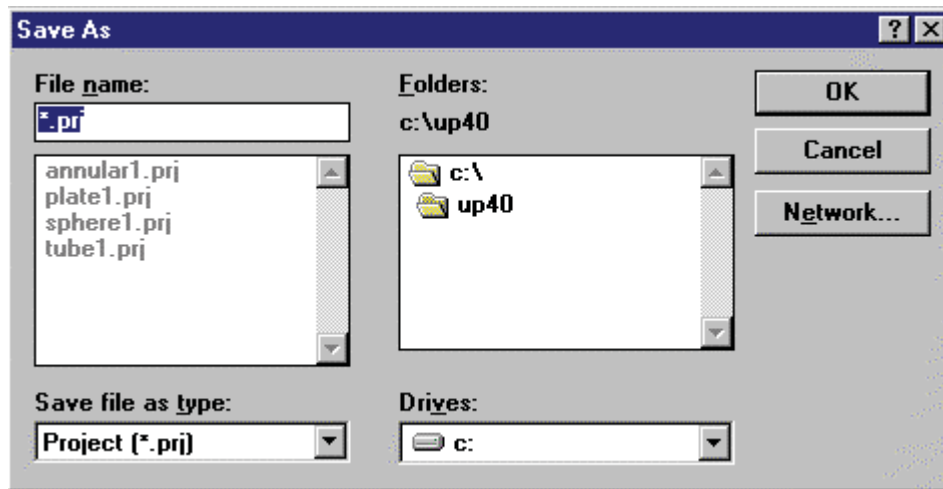 Save As
File name:
*.prj
annular1.prj
plate1.prj
sphere1.prj
tube1.prj
Save file as type:
Project (*.prj)
Folders:
c:\up40
c:\
up40
Drives:
c:
OK
Cancel
Network...